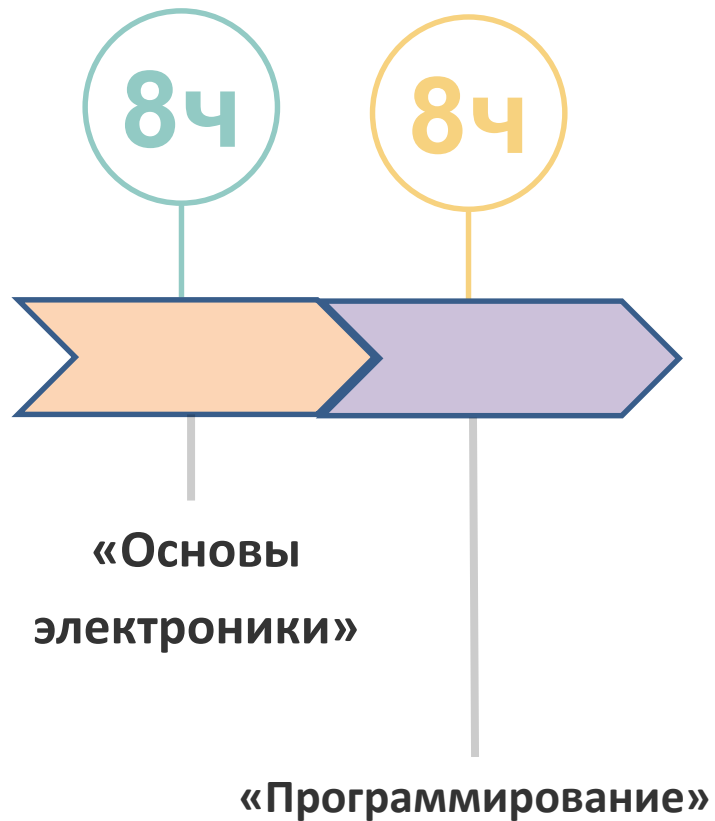 8ч
8ч
«Основы
электроники»
«Программирование»